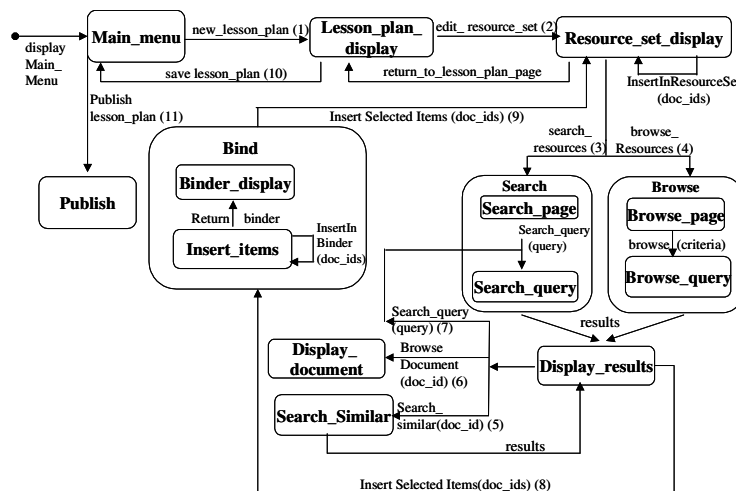 display
Main_
Menu
Main_menu
new_lesson_plan (1)
Lesson_plan_
display
edit_ resource_set (2)
Resource_set_display
save lesson_plan (10)
return_to_lesson_plan_page
InsertInResourceSe
(doc_ids)
Publish
lesson_plan (11)
Insert Selected Items (doc_ids) (9)
search_
resources (3)
browse_
Resources (4)
Publish
Bind
Binder_display
Return binder
Insert_items
InsertIn
Binder
(doc_ids)
Search
Search_page
Search_query
(query)
Search_query
Browse
Browse_page
browse_(criteria)
Browse_query
results
Search_query
(query) (7)
Display_
document
Browse
Document
(doc_id) (6)
Display_results
Search_Similar
Search_
similar(doc_id) (5)
results
Insert Selected Items(doc_ids) (8)